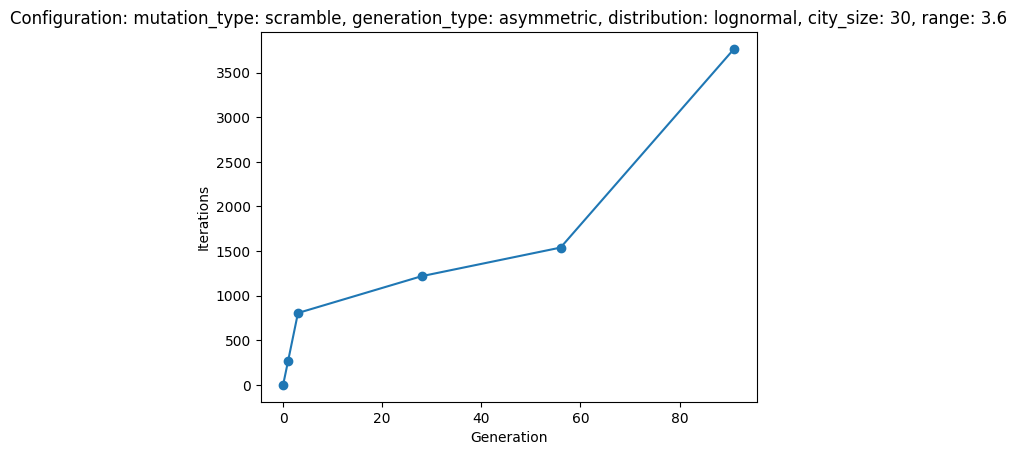 Configuration: mutation_type: scramble, generation_type: asymmetric, distribution: lognormal, city_size: 30, range: 3.6
3500
3000
2500
2000
1500
1000
500
0
Iterations
0 20 40 60 80
Generation